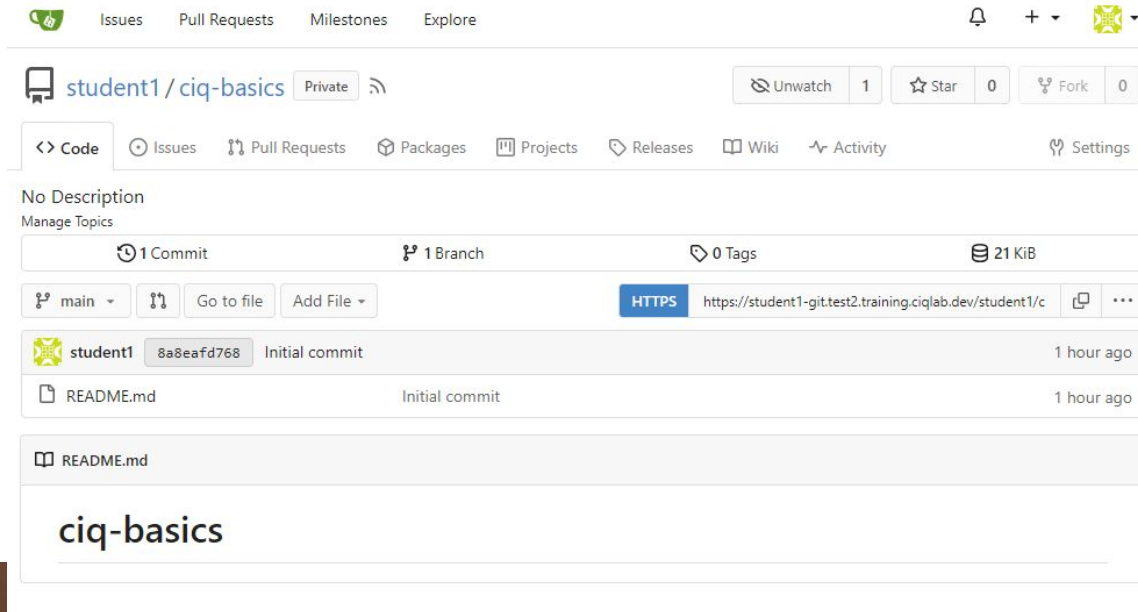 Issues Pull Requests Milestones Explore
student1 / ciq-basics Private Unwatch 1 Star 0 Fork 0
Code Issues Pull Requests Packages Projects Releases Wiki Activity Settings
No Description
Manage Topics
1 Commit 1 Branch 0 Tags 21 KiB
main Go to file Add File HTTPS https://student1-git.test2.training.ciqlab.dev/student1/c
student1 8a8eafd768 Initial commit 1 hour ago
README.md Initial commit 1 hour ago
README.md
ciq-basics